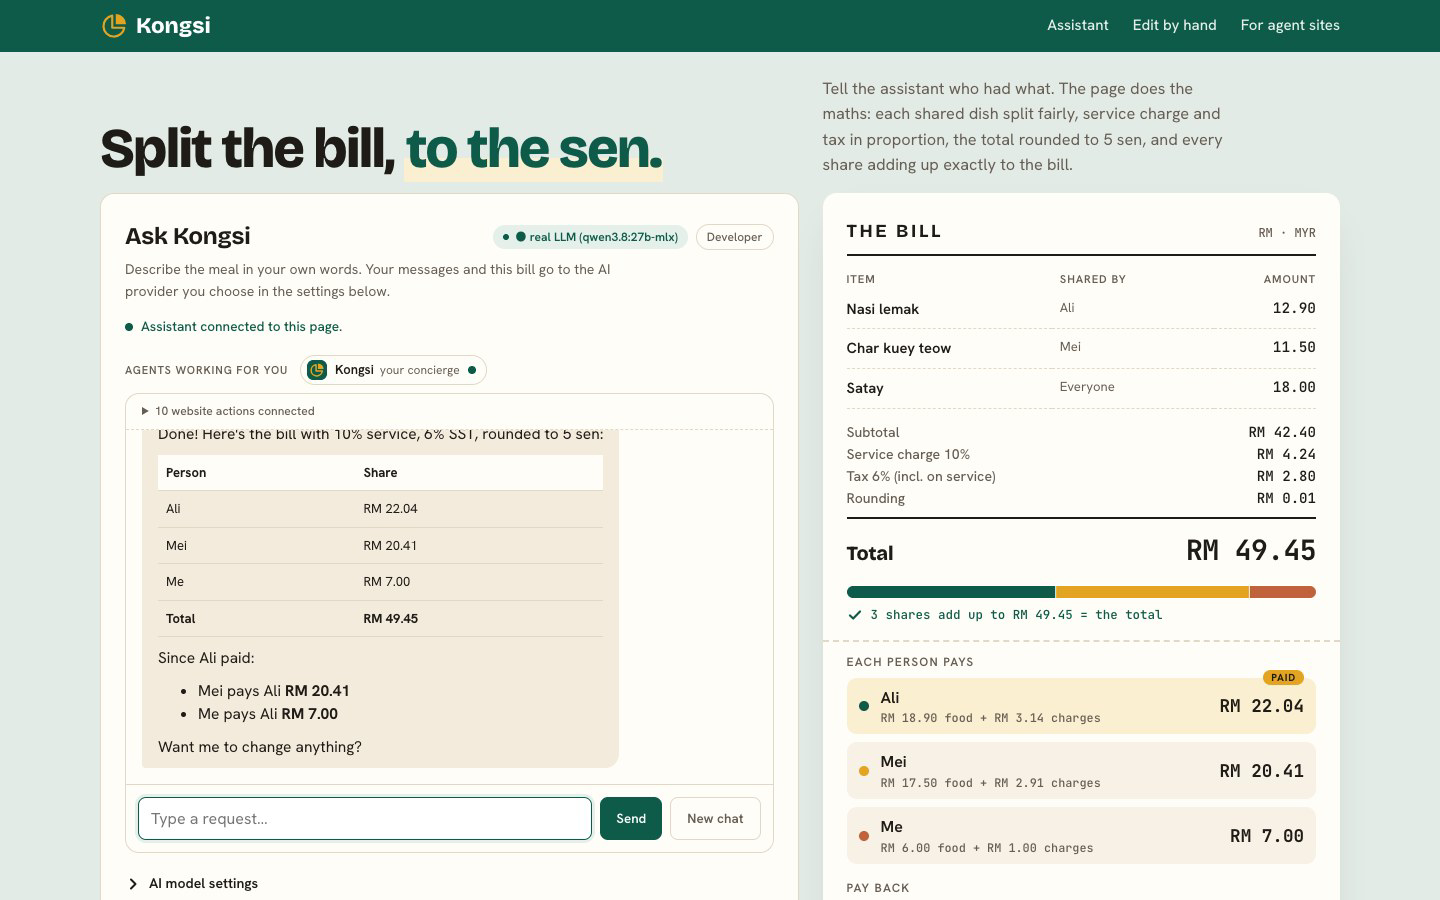 Kongsi
Assistant
Edit by hand
For agent sites
Split the bill, to the sen.
Tell the assistant who had what. The page does the
maths: each shared dish split fairly, service charge and
tax in proportion, the total rounded to 5 sen, and every
share adding up exactly to the bill.
Ask Kongsi
real LLM (qwen3.8:27b-mlx)
Developer
Describe the meal in your own words. Your messages and this bill go to the AI
provider you choose in the settings below.
Assistant connected to this page.
AGENTS WORKING FOR YOU
Kongsi your concierge
10 website actions connected
Done! Here's the bill with 10% service, 6% SST, rounded to 5 sen:
Person Share
Ali RM 22.04
Mei RM 20.41
Me RM 7.00
Total RM 49.45
Since Ali paid:
• Mei pays Ali RM 20.41
• Me pays Ali RM 7.00
Want me to change anything?
Type a request...
Send
New chat
AI model settings
THE BILL
RM · MYR
ITEM SHARED BY AMOUNT
Nasi lemak Ali 12.90
Char kuey teow Mei 11.50
Satay Everyone 18.00
Subtotal RM 42.40
Service charge 10% RM 4.24
Tax 6% (incl. on service) RM 2.80
Rounding RM 0.01
Total RM 49.45
3 shares add up to RM 49.45 = the total
EACH PERSON PAYS
PAID
Ali RM 22.04
RM 18.90 food + RM 3.14 charges
Mei RM 20.41
RM 17.50 food + RM 2.91 charges
Me RM 7.00
RM 6.00 food + RM 1.00 charges
PAY BACK